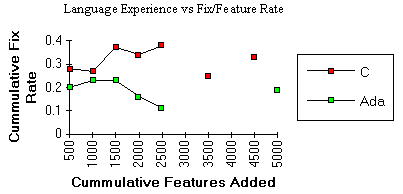 Language Experience vs Fix/Feature Rate
Cummulative Fix
Rate
0.4
0.3
0.2
0.1
0
500
1000
1500
2000
2500
3000
3500
4000
4500
5000
Cummulative Features Added
C
Ada